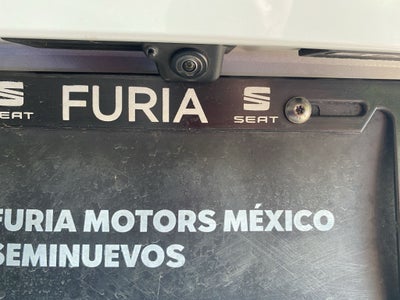 FURIA
SEAT
SEAT
FURIA MOTORS MÉXICO
SEMINUEVOS